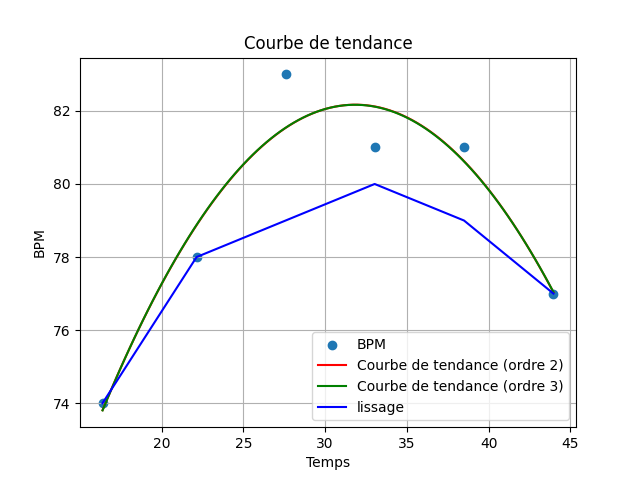 Courbe de tendance
82
80
78
76
74
BPM
20
25
30
35
40
45
Temps
BPM
Courbe de tendance (ordre 2)
Courbe de tendance (ordre 3)
lissage